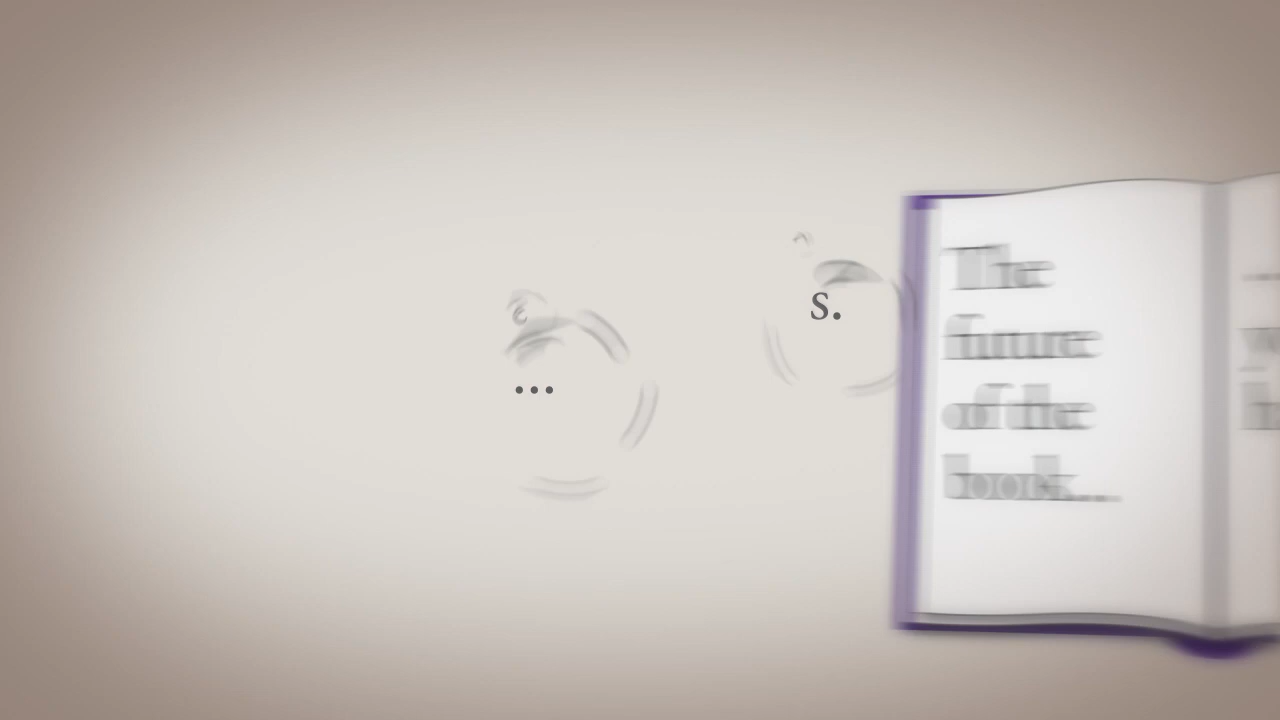 ...
s.
The
future
of the
book...